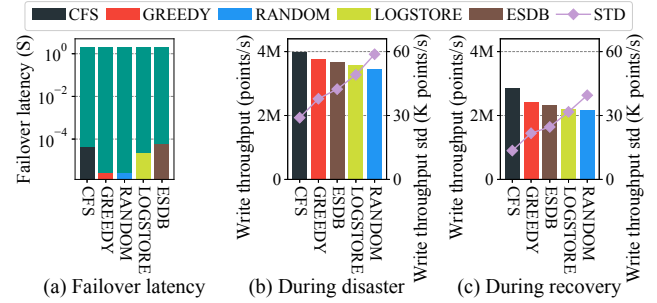 CFS GREEDY RANDOM LOGSTORE ESDB STD
Failover latency (S)
10⁰
10⁻²
10⁻⁴
CFS
GREEDY
RANDOM
LOGSTORE
ESDB
(a) Failover latency
Write throughput (points/s)
4M
2M
0
CFS
GREEDY
ESDB
LOGSTORE
RANDOM
60
30
0
Write throughput std (K points/s)
(b) During disaster
Write throughput (points/s)
4M
2M
0
CFS
GREEDY
ESDB
LOGSTORE
RANDOM
60
30
0
Write throughput std (K points/s)
(c) During recovery